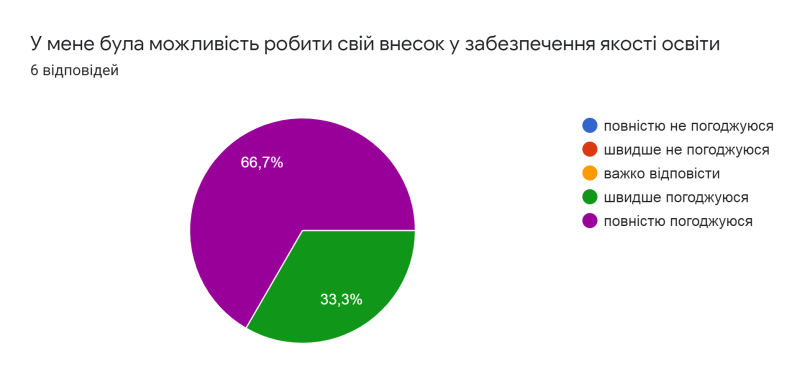 У мене була можливість робити свій внесок у забезпечення якості освіти
6 відповідей
66,7%
33,3%
повністю не погоджуюся
швидше не погоджуюся
важко відповісти
швидше погоджуюся
повністю погоджуюся